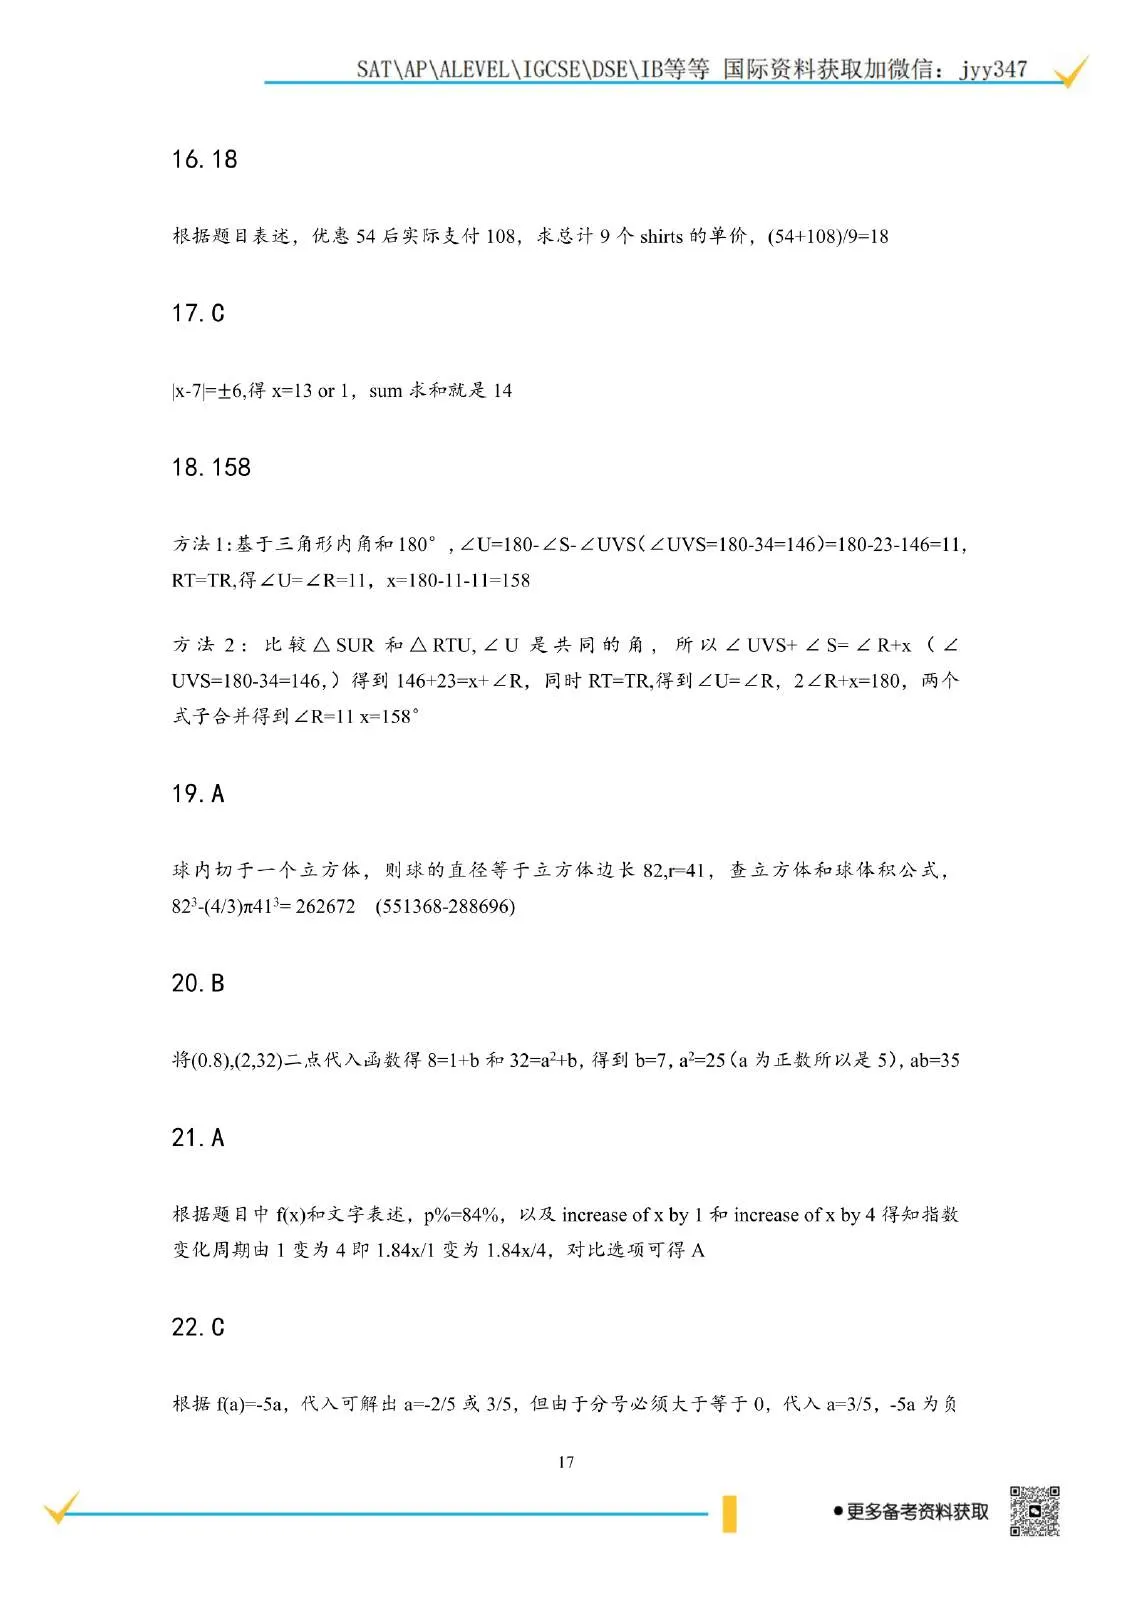 SAT\AP\ALEVEL\IGCSE\DSE\IB等等 国际资料获取加微信: jyy347
16. 18
根据题目表述，优惠 54 后实际支付 108，求总计 9 个 shirts 的单价，(54+108)/9=18
17. C
|x-7|=±6,得 x=13 or 1，sum 求和就是 14
18. 158
方法 1:基于三角形内角和 180°,∠U=180-∠S-∠UVS(∠UVS=180-34=146)=180-23-146=11,
RT=TR,得∠U=∠R=11，x=180-11-11=158
方法 2：比较△SUR 和△RTU,∠U 是共同的角，所以∠UVS+∠S=∠R+x（∠
UVS=180-34=146,）得到 146+23=x+∠R，同时 RT=TR,得到∠U=∠R，2∠R+x=180，两个
式子合并得到∠R=11 x=158°
19. A
球内切于一个立方体，则球的直径等于立方体边长 82,r=41，查立方体和球体积公式，
82³-(4/3)π41³= 262672 (551368-288696)
20. B
将(0.8),(2,32)二点代入函数得 8=1+b 和 32=a²+b, 得到 b=7, a²=25（a 为正数所以是 5）, ab=35
21. A
根据题目中 f(x)和文字表述，p%=84%，以及 increase of x by 1 和 increase of x by 4 得知指数
变化周期由 1 变为 4 即 1.84x/1 变为 1.84x/4，对比选项可得 A
22. C
根据 f(a)=-5a，代入可解出 a=-2/5 或 3/5，但由于分号必须大于等于 0，代入 a=3/5，-5a 为负
17
●更多备考资料获取